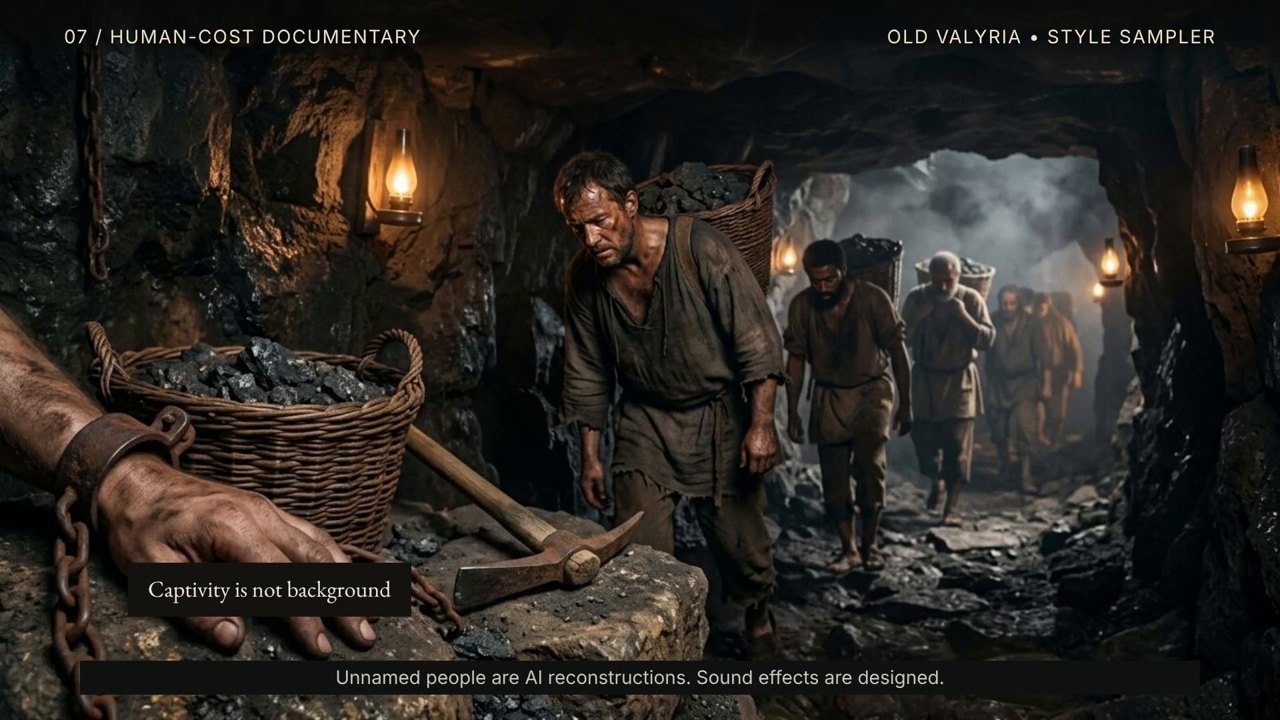 07 / HUMAN-COST DOCUMENTARY
OLD VALYRIA • STYLE SAMPLER
Captivity is not background
Unnamed people are AI reconstructions. Sound effects are designed.